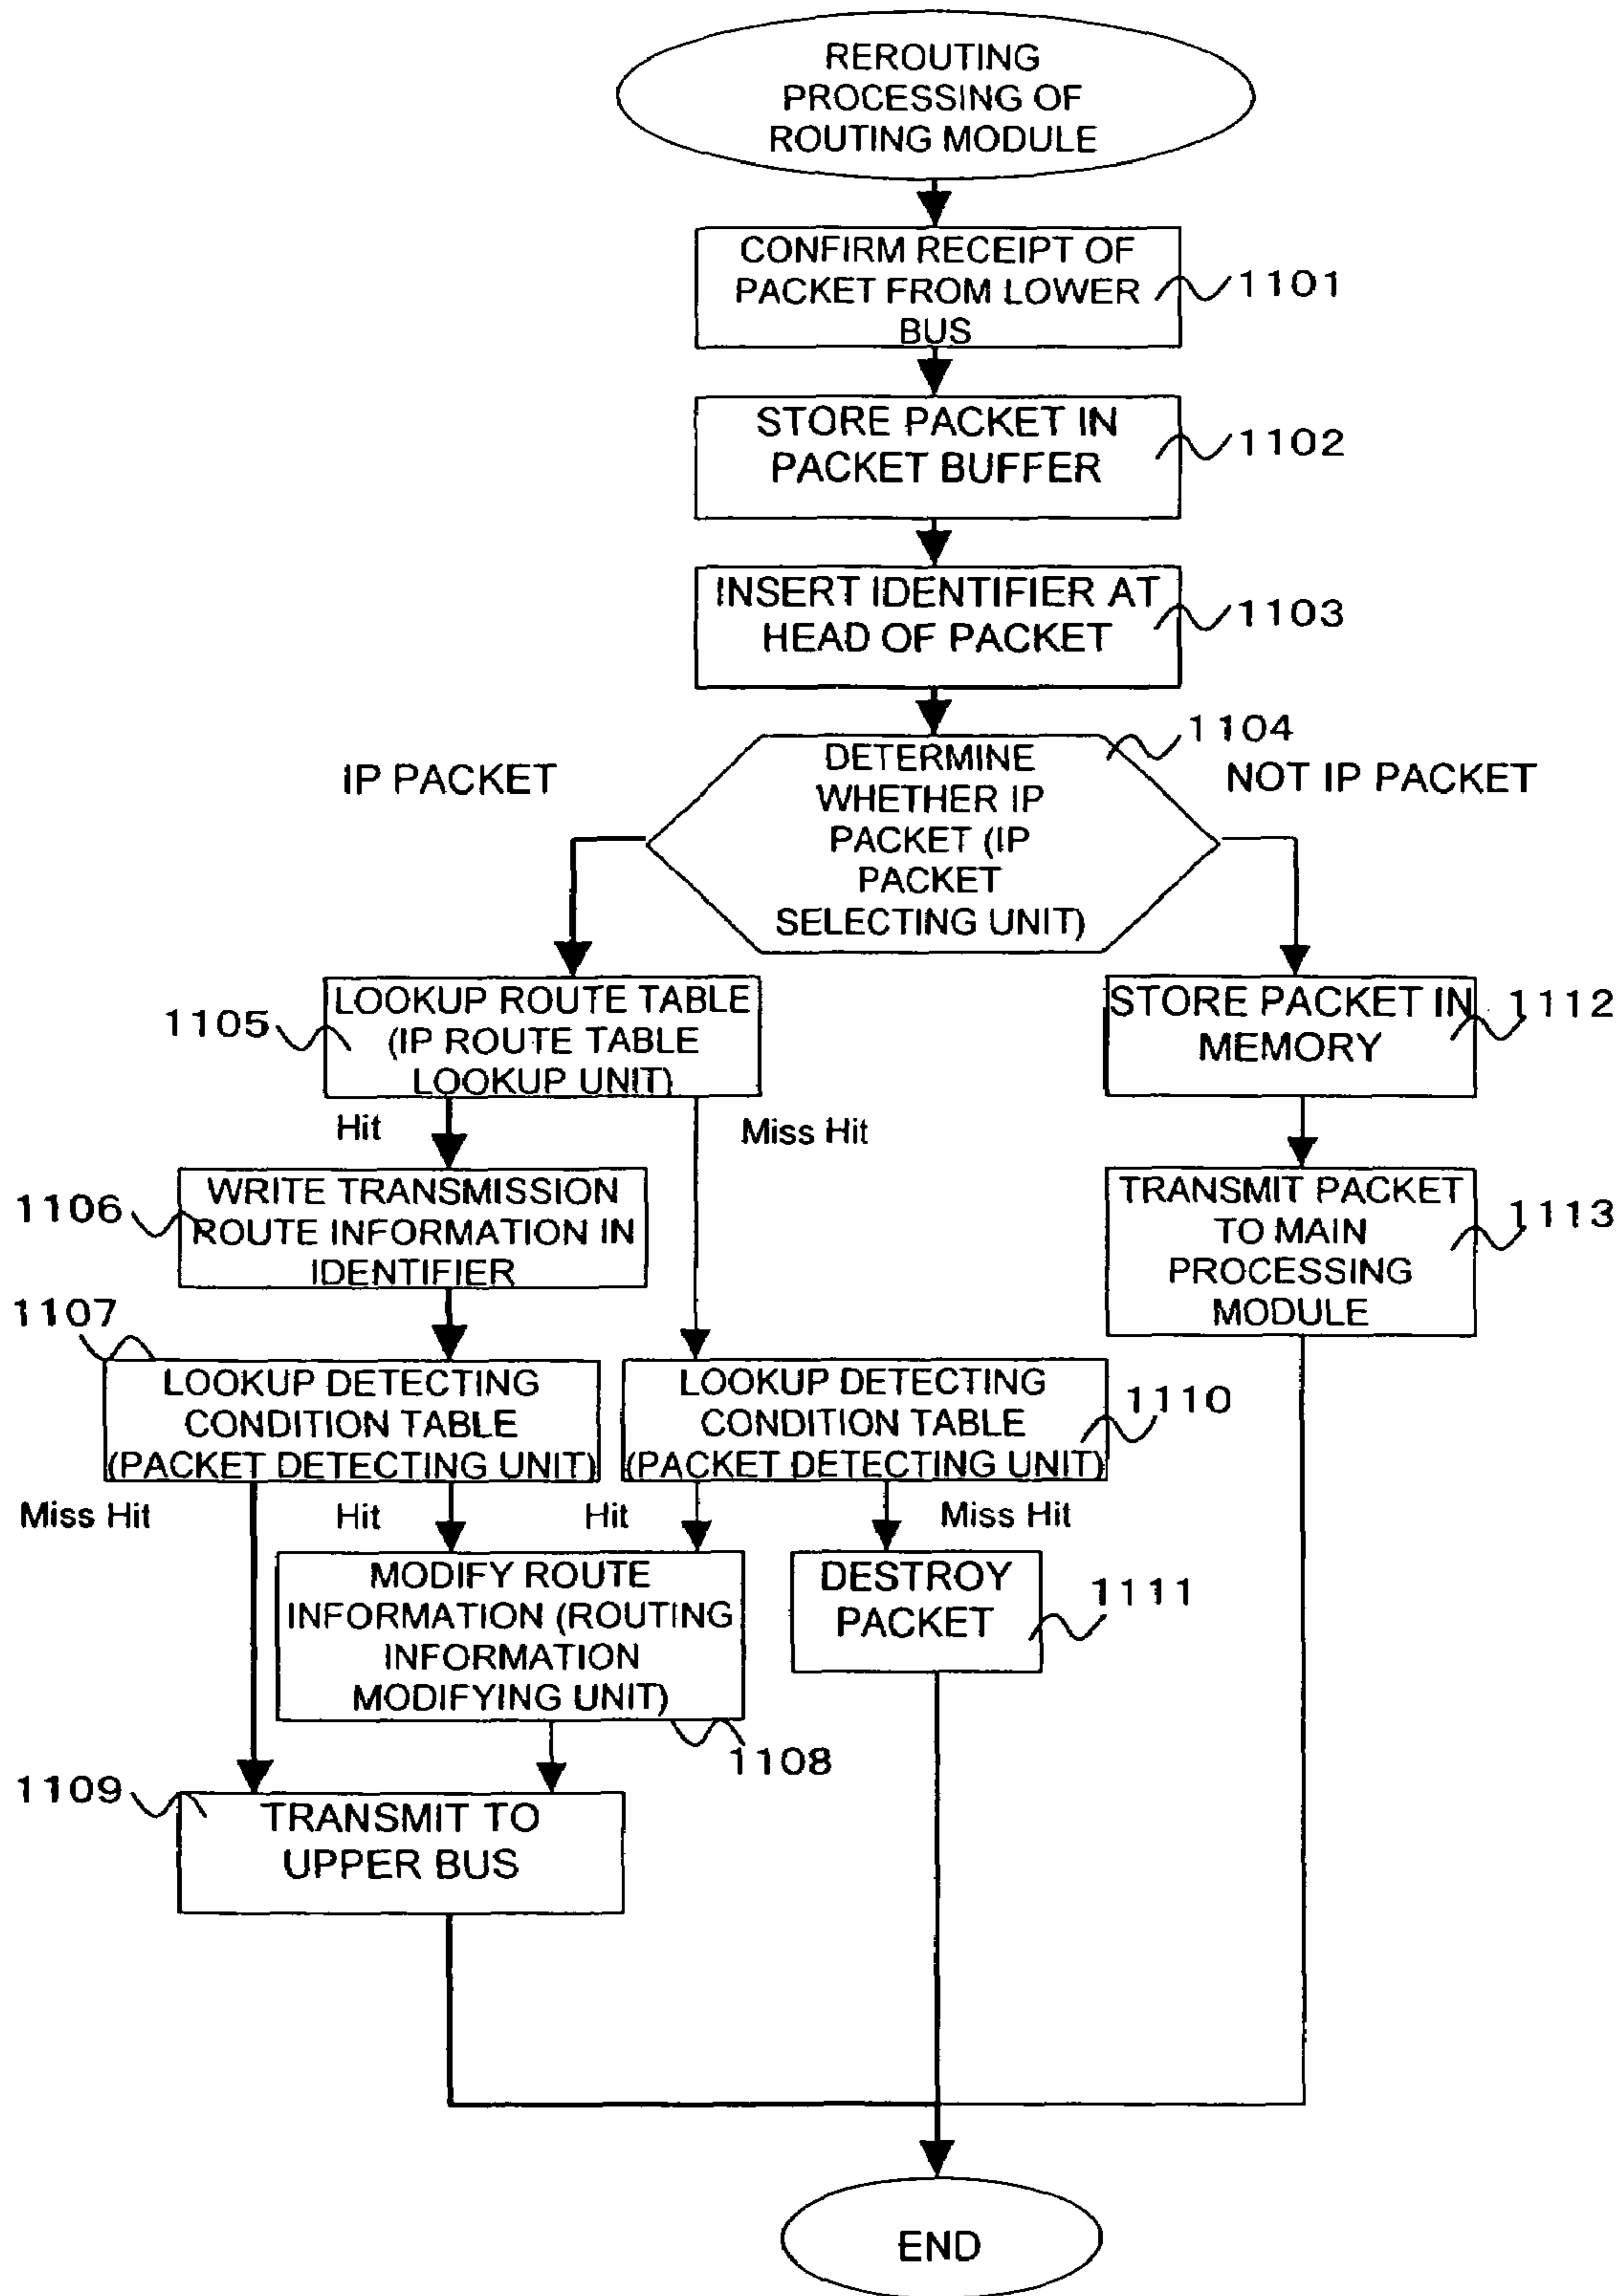 REROUTING
PROCESSING OF
ROUTING MODULE
CONFIRM RECEIPT OF
PACKET FROM LOWER
BUS
1101
STORE PACKET IN
PACKET BUFFER
1102
INSERT IDENTIFIER AT
HEAD OF PACKET
1103
1104
DETERMINE
WHETHER IP
PACKET (IP
PACKET
SELECTING UNIT)
IP PACKET
NOT IP PACKET
LOOKUP ROUTE TABLE
(IP ROUTE TABLE
LOOKUP UNIT)
1105
STORE PACKET IN
MEMORY
1112
Hit
Miss Hit
WRITE TRANSMISSION
ROUTE INFORMATION IN
IDENTIFIER
1106
TRANSMIT PACKET
TO MAIN
PROCESSING
MODULE
1113
1107
LOOKUP DETECTING
CONDITION TABLE
(PACKET DETECTING UNIT)
LOOKUP DETECTING
CONDITION TABLE
(PACKET DETECTING UNIT)
1110
Miss Hit
Hit
Hit
Miss Hit
MODIFY ROUTE
INFORMATION (ROUTING
INFORMATION
MODIFYING UNIT)
1108
DESTROY
PACKET
1111
1109
TRANSMIT TO
UPPER BUS
END